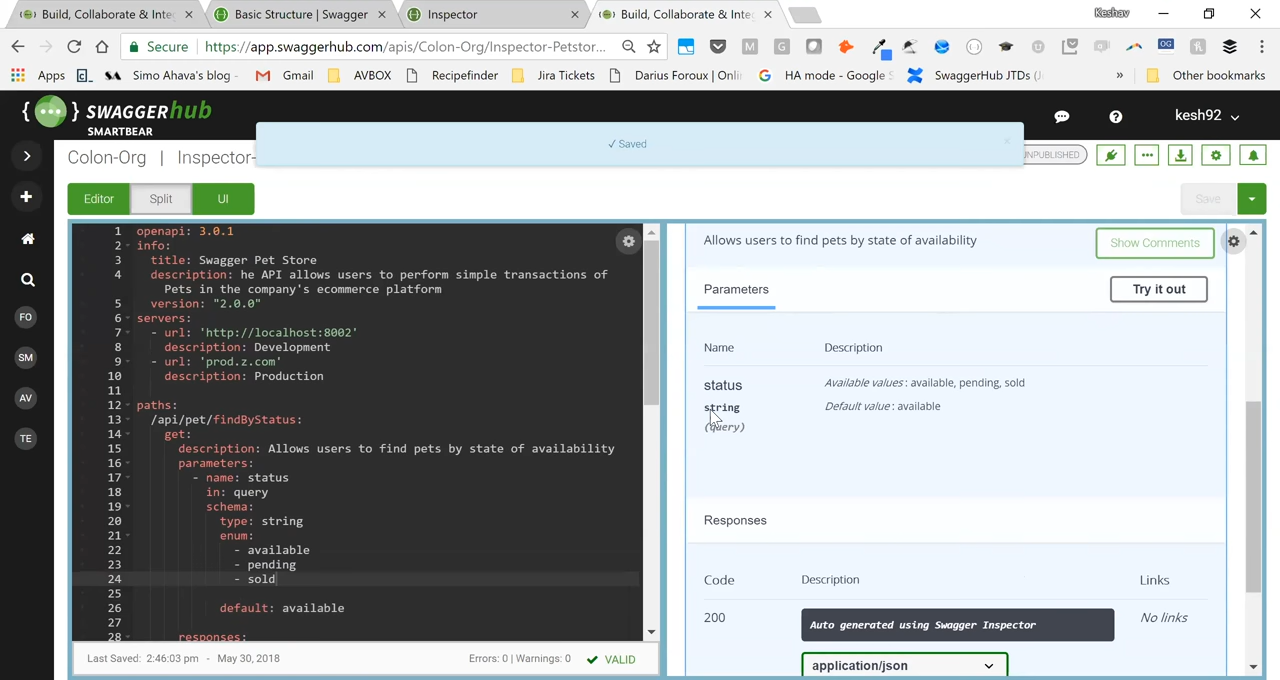 Build, Collaborate & Inte
Basic Structure | Swagger
Inspector
Build, Collaborate & Inte
Keshav
Secure
https://app.swaggerhub.com/apis/Colon-Org/Inspector-Petstor...
Apps
Simo Ahava's blog -
Gmail
AVBOX
Recipefinder
Jira Tickets
Darius Foroux | Onli
HA mode - Google S
SwaggerHub JTDs (J
»
Other bookmarks
{...} SWAGGERhub
SMARTBEAR
kesh92
✓ Saved
Colon-Org | Inspector-
UNPUBLISHED
Editor
Split
UI
Save
1 openapi: 3.0.1
2 info:
3 title: Swagger Pet Store
4 description: he API allows users to perform simple transactions of
Pets in the company's ecommerce platform
5 version: "2.0.0"
6 servers:
7 - url: 'http://localhost:8002'
8 description: Development
9 - url: 'prod.z.com'
10 description: Production
11
12 paths:
13 /api/pet/findByStatus:
14 get:
15 description: Allows users to find pets by state of availability
16 parameters:
17 - name: status
18 in: query
19 schema:
20 type: string
21 enum:
22 - available
23 - pending
24 - sold
25
26 default: available
27
28 responses:
Last Saved: 2:46:03 pm - May 30, 2018
Errors: 0 | Warnings: 0
VALID
FO
SM
AV
TE
Allows users to find pets by state of availability
Show Comments
Parameters
Try it out
Name
Description
status
Available values : available, pending, sold
string
Default value : available
(query)
Responses
Code
Description
Links
200
Auto generated using Swagger Inspector
No links
application/json